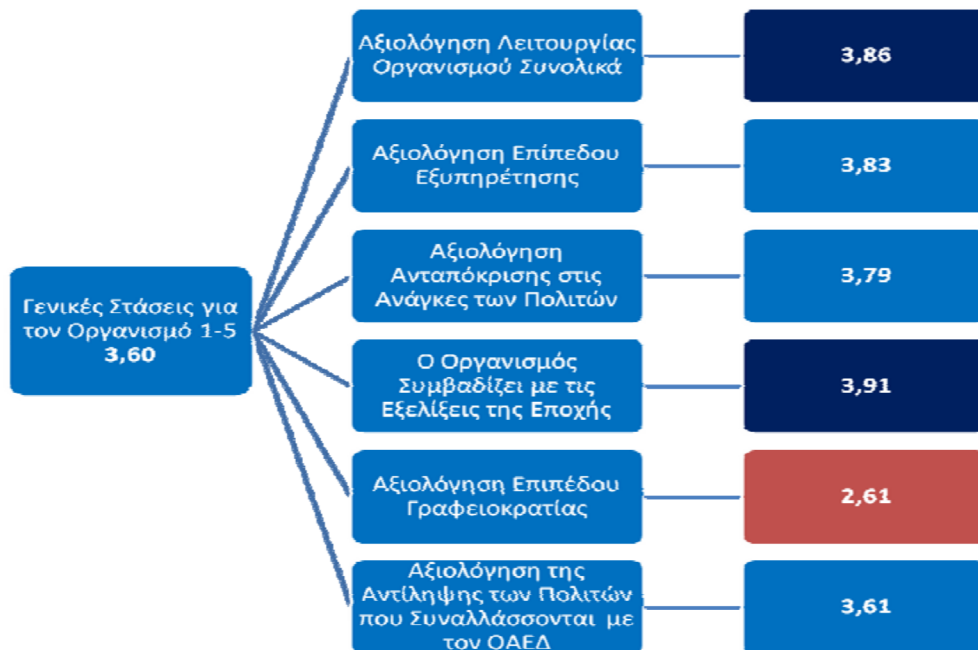 Αξιολόγηση Λειτουργίας
Οργανισμού Συνολικά
3,86
Αξιολόγηση Επίπεδου
Εξυπηρέτησης
3,83
Αξιολόγηση
Ανταπόκρισης στις
Ανάγκες των Πολιτών
3,79
Γενικές Στάσεις για
τον Οργανισμό 1-5
3,60
Ο Οργανισμός
Συμβαδίζει με τις
Εξελίξεις της Εποχής
3,91
Αξιολόγηση Επιπέδου
Γραφειοκρατίας
2,61
Αξιολόγηση της
Αντίληψης των Πολιτών
που Συναλλάσσονται με
τον ΟΑΕΔ
3,61